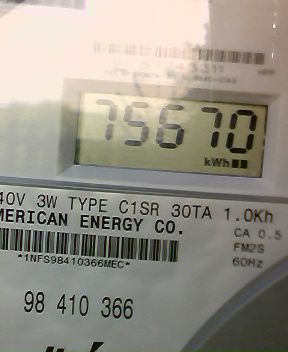 75670
kWh
40V 3W TYPE C1SR 30TA 1.0Kh
MERICAN ENERGY CO.
CA 0.5
FM2S
*1NFS98410366MEC*
60Hz
98 410 366